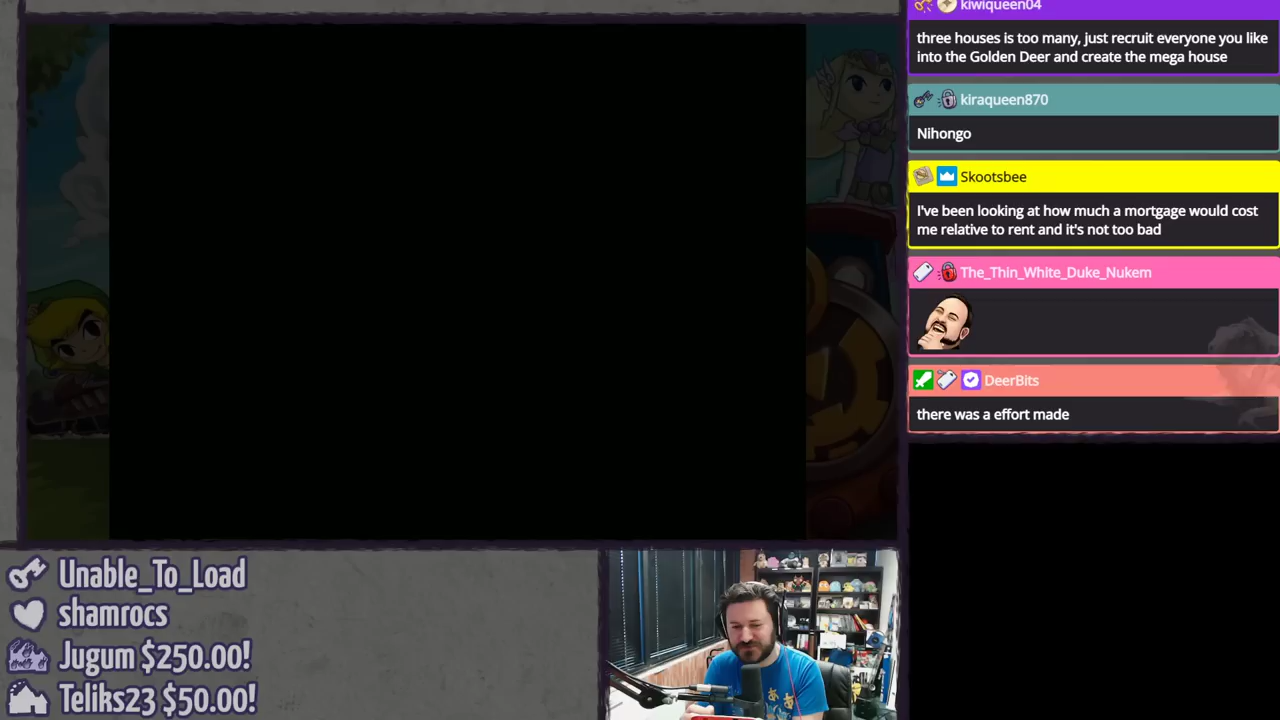 kiwiqueen04
three houses is too many, just recruit everyone you like
into the Golden Deer and create the mega house
kiraqueen870
Nihongo
Skootsbee
I've been looking at how much a mortgage would cost
me relative to rent and it's not too bad
The_Thin_White_Duke_Nukem
DeerBits
there was a effort made
Unable_To_Load
shamrocs
Jugum $250.00!
Teliks23 $50.00!